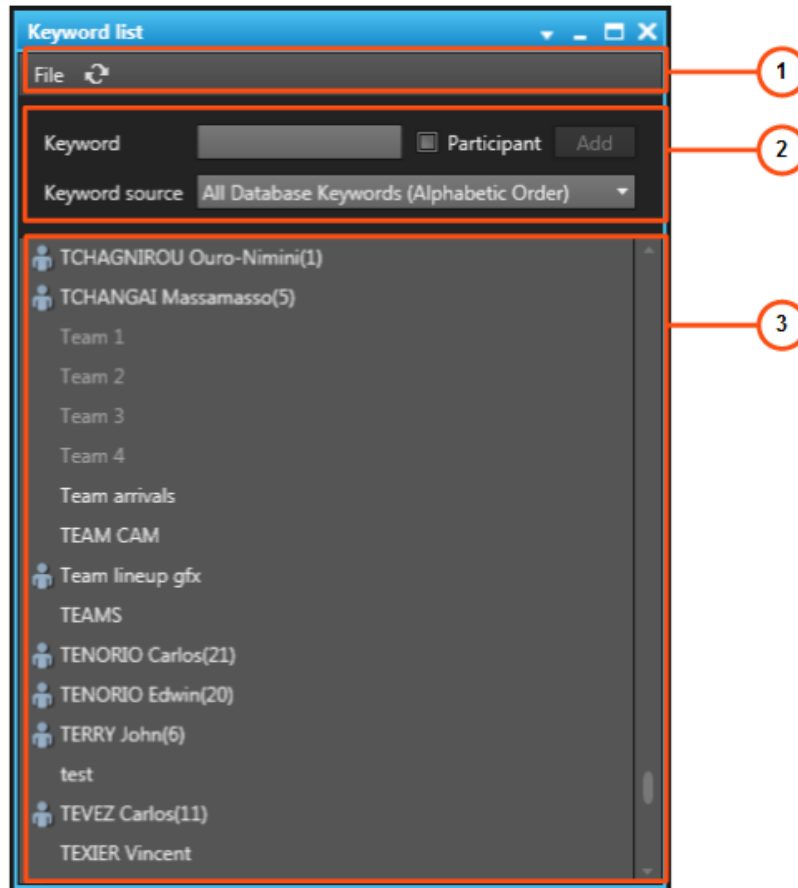 Keyword list
File
1
Keyword Participant Add
2
Keyword source All Database Keywords (Alphabetic Order)
TCHAGNIROU Ouro-Nimini(1)
TCHANGAI Massamasso(5)
3
Team 1
Team 2
Team 3
Team 4
Team arrivals
TEAM CAM
Team lineup gfx
TEAMS
TENORIO Carlos(21)
TENORIO Edwin(20)
TERRY John(6)
test
TEVEZ Carlos(11)
TEXIER Vincent